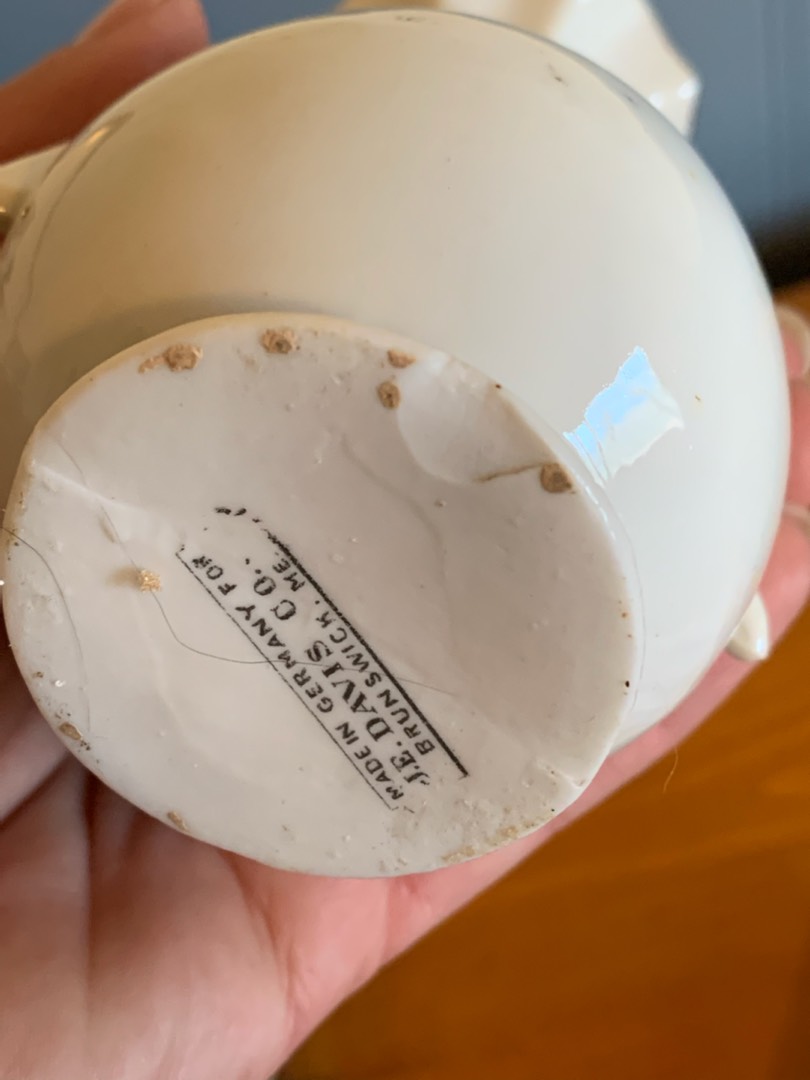 MADE IN GERMANY FOR
J.E. DAVIS CO.,
BRUNSWICK, ME.